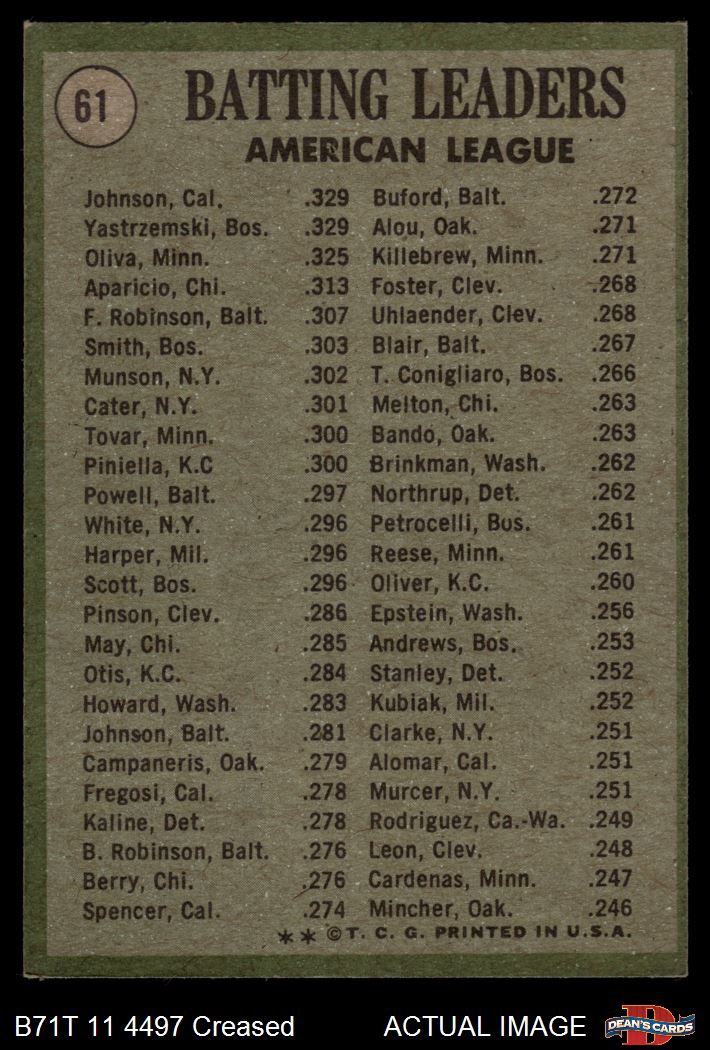 61
BATTING LEADERS
AMERICAN LEAGUE
Johnson, Cal. .329
Yastrzemski, Bos. .329
Oliva, Minn. .325
Aparicio, Chi. .313
F. Robinson, Balt. .307
Smith, Bos. .303
Munson, N.Y. .302
Cater, N.Y. .301
Tovar, Minn. .300
Piniella, K.C .300
Powell, Balt. .297
White, N.Y. .296
Harper, Mil. .296
Scott, Bos. .296
Pinson, Clev. .286
May, Chi. .285
Otis, K.C. .284
Howard, Wash. .283
Johnson, Balt. .281
Campaneris, Oak. .279
Fregosi, Cal. .278
Kaline, Det. .278
B. Robinson, Balt. .276
Berry, Chi. .276
Spencer, Cal. .274
Buford, Balt. .272
Alou, Oak. .271
Killebrew, Minn. .271
Foster, Clev. .268
Uhlaender, Clev. .268
Blair, Balt. .267
T. Conigliaro, Bos. .266
Melton, Chi. .263
Bando, Oak. .263
Brinkman, Wash. .262
Northrup, Det. .262
Petrocelli, Bos. .261
Reese, Minn. .261
Oliver, K.C. .260
Epstein, Wash. .256
Andrews, Bos. .253
Stanley, Det. .252
Kubiak, Mil. .252
Clarke, N.Y. .251
Alomar, Cal. .251
Murcer, N.Y. .251
Rodriguez, Ca.-Wa. .249
Leon, Clev. .248
Cardenas, Minn. .247
Mincher, Oak. .246
** ©T. C. G. PRINTED IN U.S.A.
B71T 11 4497 Creased ACTUAL IMAGE
D
DEAN'S CARDS